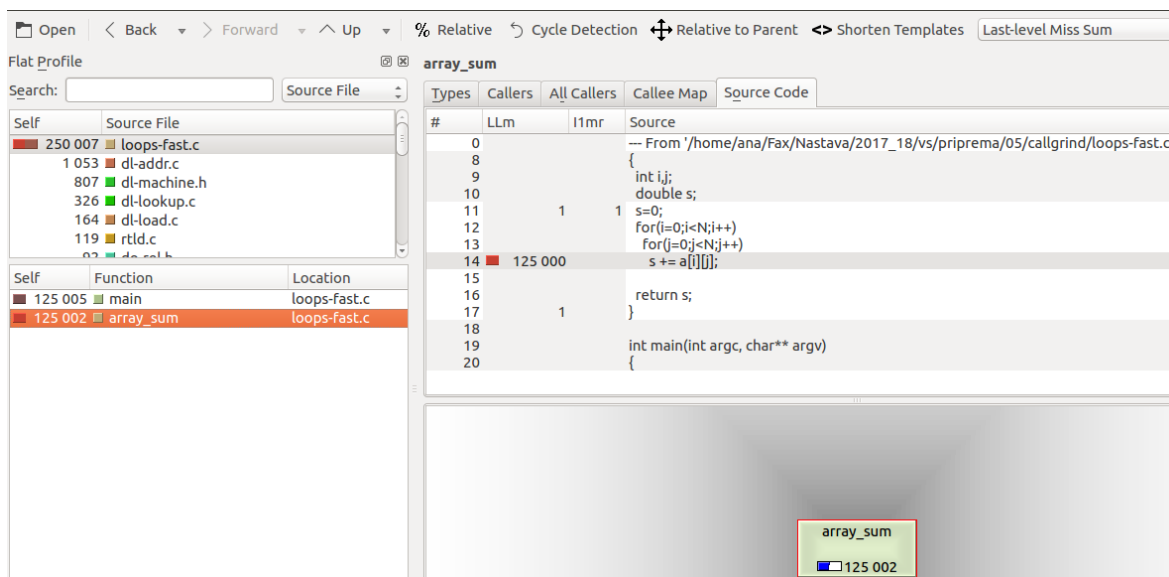 Open Back Forward Up % Relative Cycle Detection Relative to Parent <> Shorten Templates Last-level Miss Sum
Flat Profile
Search: Source File
Self Source File
250 007 loops-fast.c
1 053 dl-addr.c
807 dl-machine.h
326 dl-lookup.c
164 dl-load.c
119 rtld.c
Self Function Location
125 005 main loops-fast.c
125 002 array_sum loops-fast.c
array_sum
Types Callers All Callers Callee Map Source Code
# LLm I1mr Source
0 --- From '/home/ana/Fax/Nastava/2017_18/vs/priprema/05/callgrind/loops-fast.c
8 {
9 int i,j;
10 double s;
11 1 1 s=0;
12 for(i=0;i<N;i++)
13 for(j=0;j<N;j++)
14 125 000 s += a[i][j];
15
16 return s;
17 1 }
18
19 int main(int argc, char** argv)
20 {
array_sum
125 002